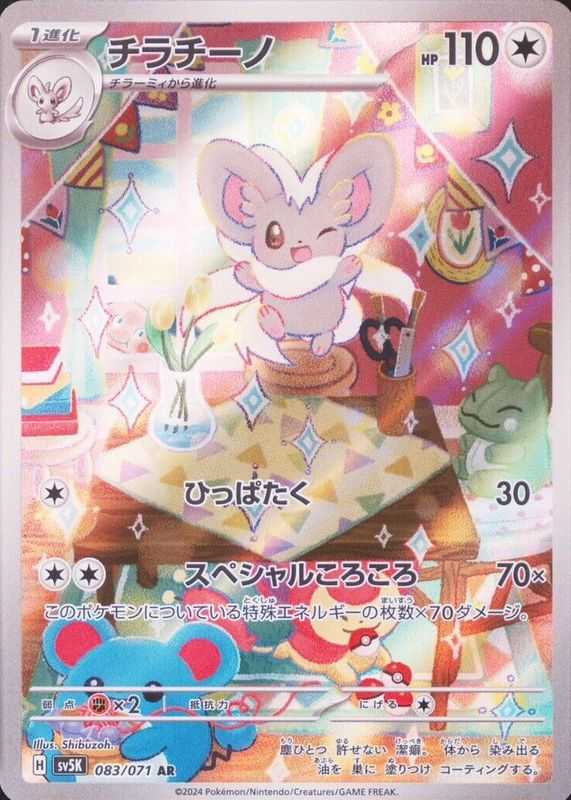 1進化
チラチーノ
HP 110
チラーミィから進化
ひっぱたく 30
スペシャルころころ 70×
このポケモンについている特殊エネルギーの枚数×70ダメージ。
弱点 ×2 抵抗力 にげる
Illus. Shibuzoh.
H sv5K 083/071 AR
塵ひとつ 許せない 潔癖。体から 染み出る
油を 巣に 塗りつけ コーティングする。
©2024 Pokémon/Nintendo/Creatures/GAME FREAK.